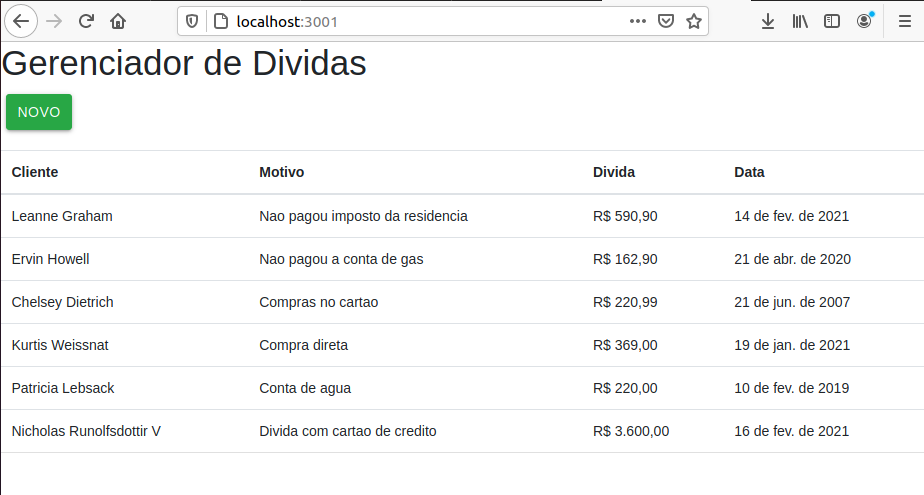 localhost:3001
Gerenciador de Dividas
NOVO
Cliente Motivo Divida Data
Leanne Graham Nao pagou imposto da residencia R$ 590,90 14 de fev. de 2021
Ervin Howell Nao pagou a conta de gas R$ 162,90 21 de abr. de 2020
Chelsey Dietrich Compras no cartao R$ 220,99 21 de jun. de 2007
Kurtis Weissnat Compra direta R$ 369,00 19 de jan. de 2021
Patricia Lebsack Conta de agua R$ 220,00 10 de fev. de 2019
Nicholas Runolfsdottir V Divida com cartao de credito R$ 3.600,00 16 de fev. de 2021